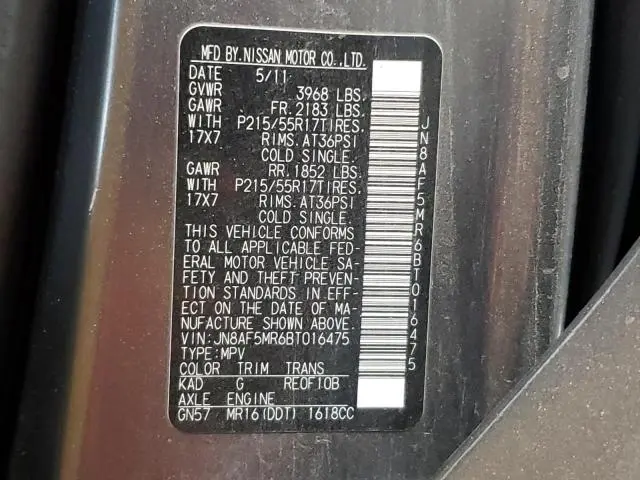 MFD BY.NISSAN MOTOR CO.,LTD.
DATE 5/11
GVWR 3968 LBS.
GAWR FR.2183 LBS.
WITH P215/55R17TIRES.
17X7 RIMS.AT36PSI
COLD SINGLE.
GAWR RR.1852 LBS.
WITH P215/55R17TIRES.
17X7 RIMS.AT36PSI
COLD SINGLE.
THIS VEHICLE CONFORMS
TO ALL APPLICABLE FED-
ERAL MOTOR VEHICLE SA-
FETY AND THEFT PREVEN-
TION STANDARDS IN EFF-
ECT ON THE DATE OF MA-
NUFACTURE SHOWN ABOVE.
VIN:JN8AF5MR6BT016475
TYPE:MPV
COLOR TRIM TRANS
KAD G RE0F10B
AXLE ENGINE
GN57 MR16(DDT) 1618CC
JN8AF5MR6BT016475